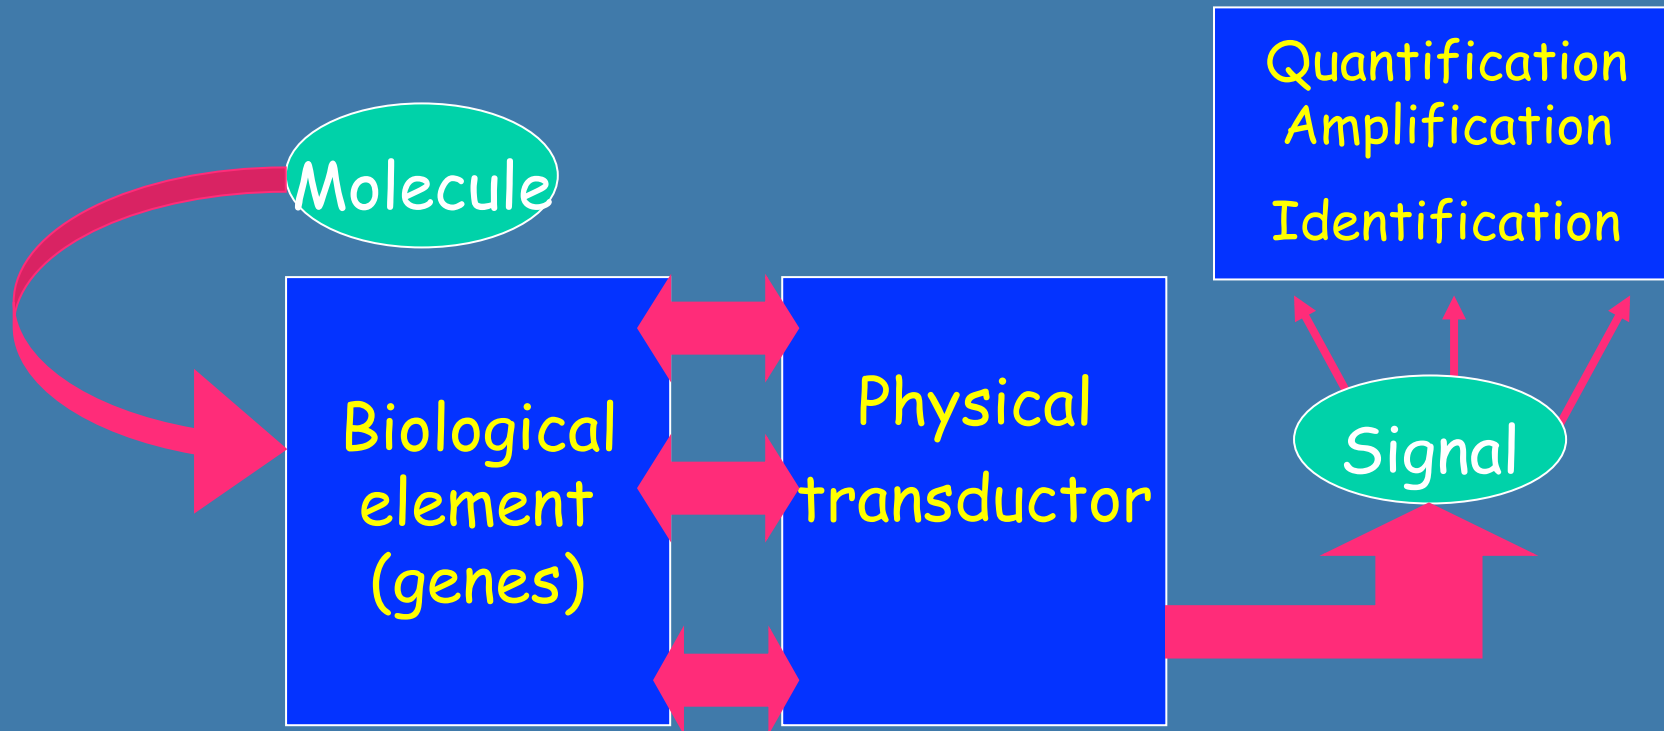 Molecule
Biological
element
(genes)
Physical
transductor
Signal
Quantification
Amplification
Identification